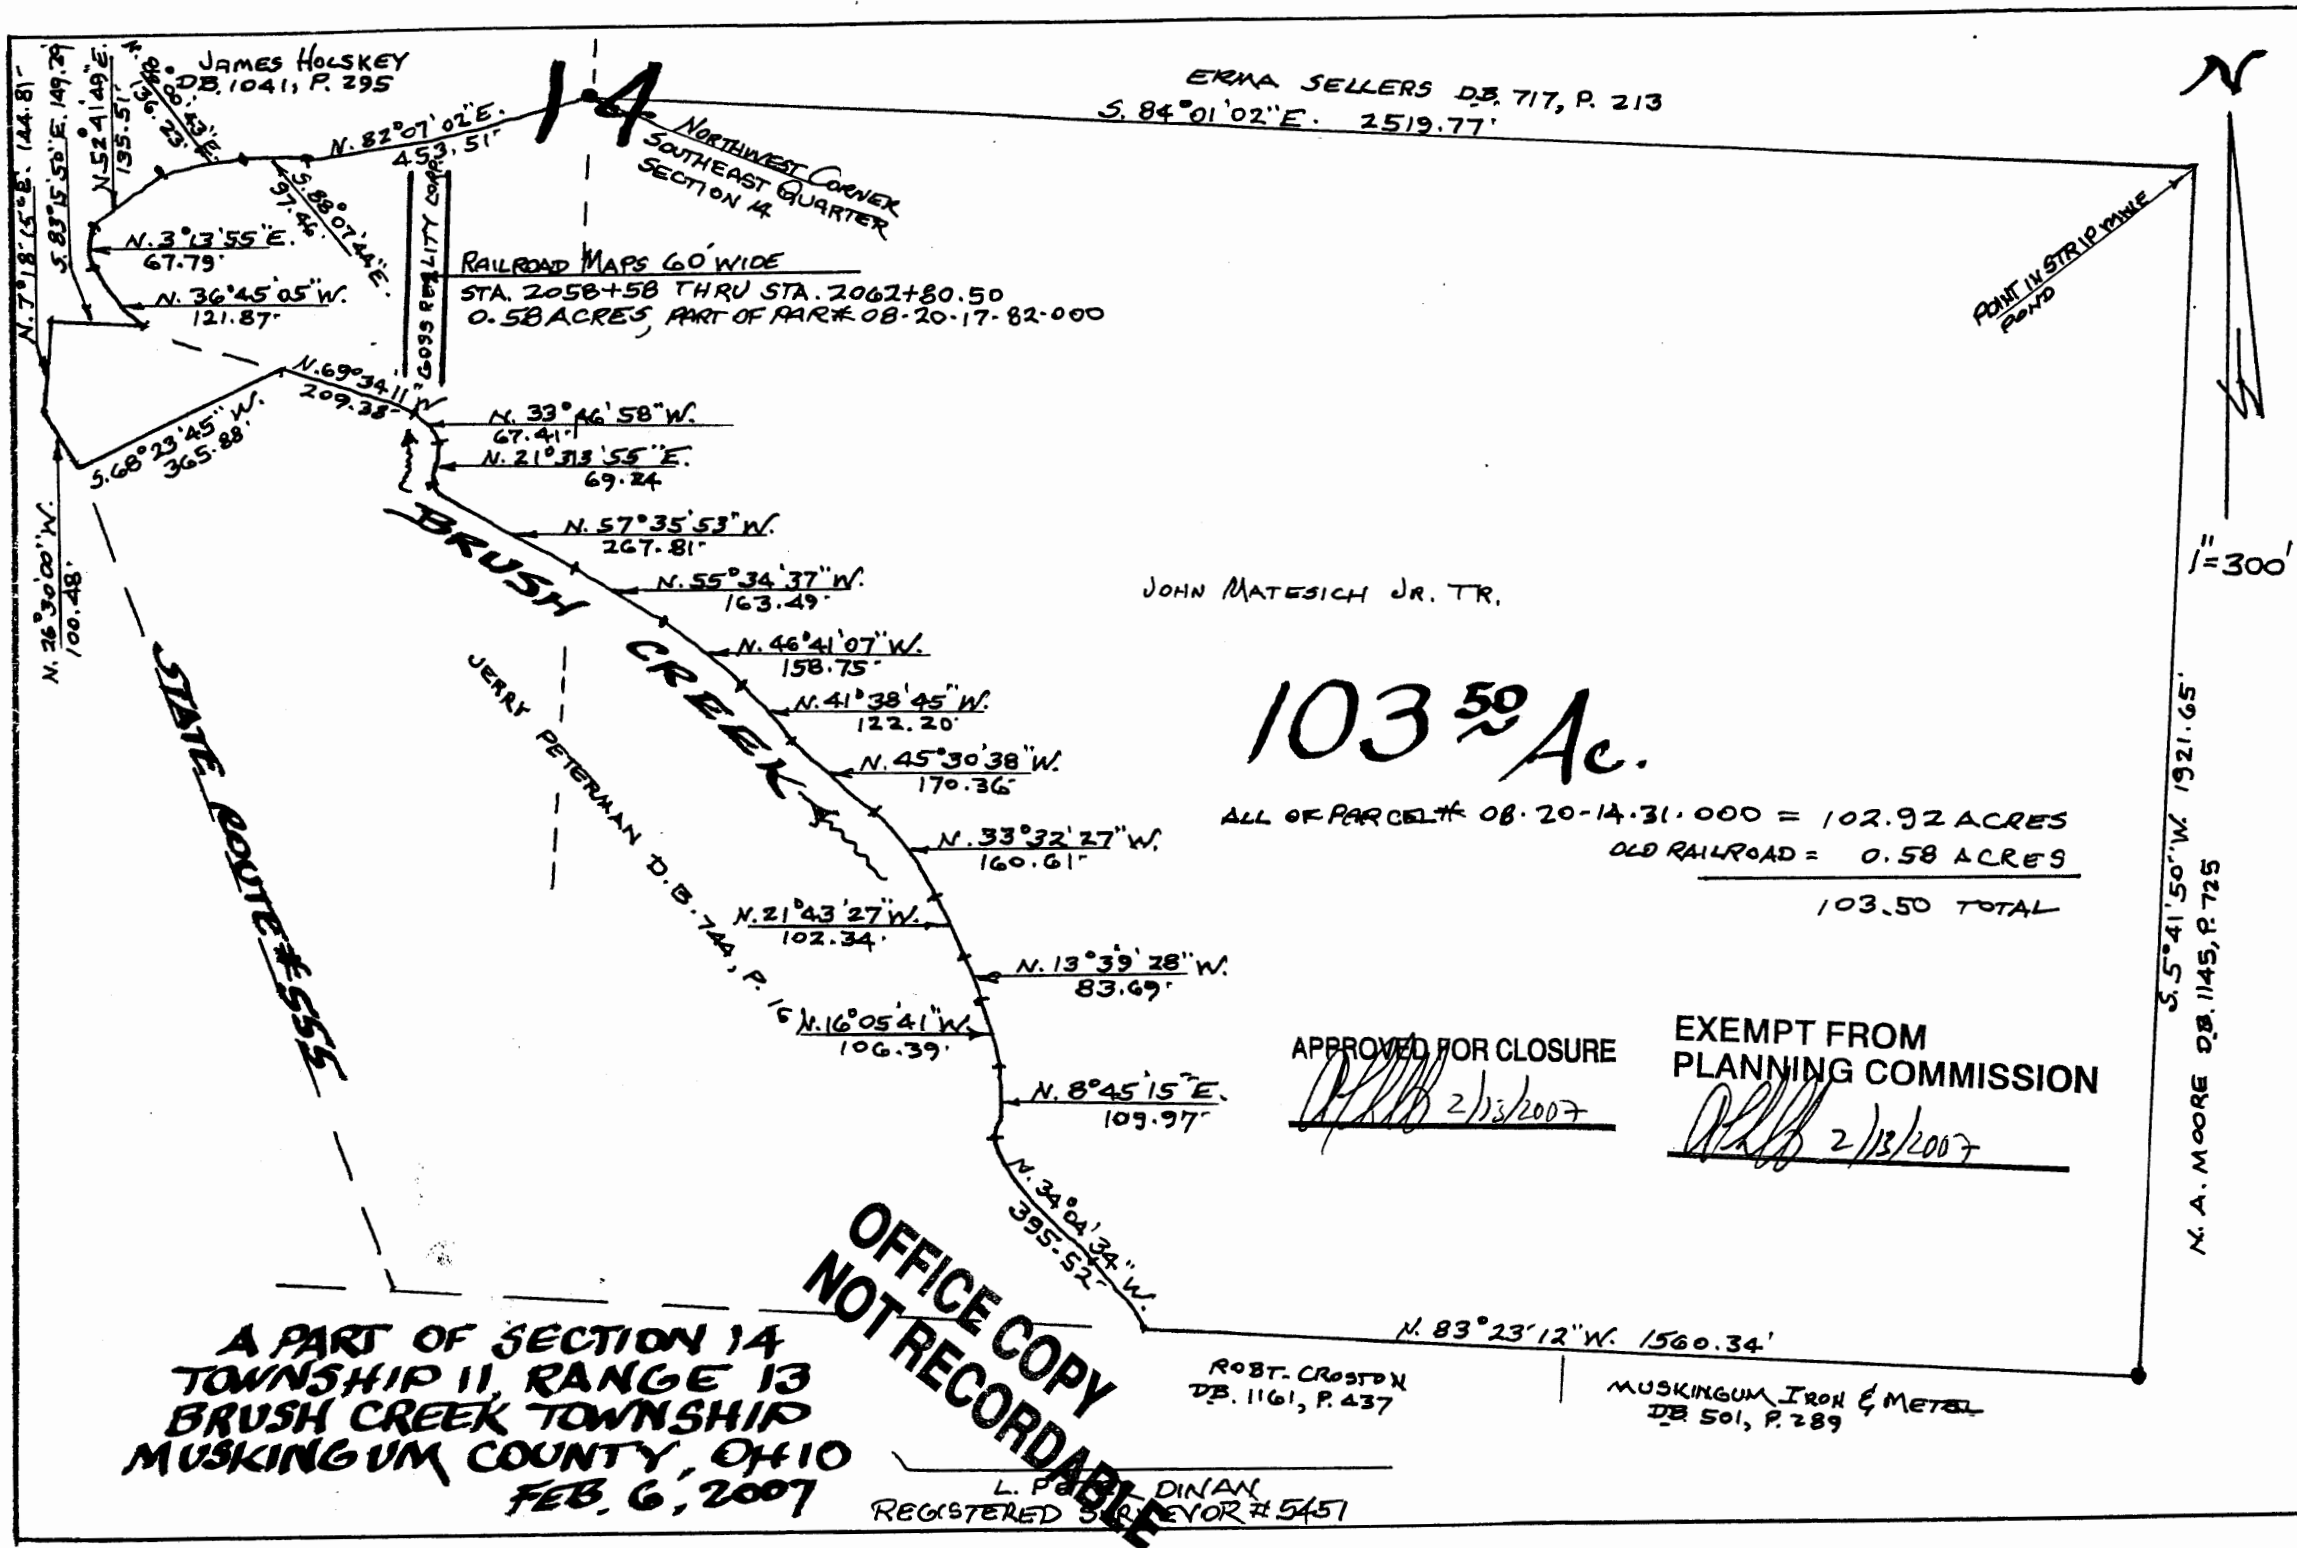 JAMES HOLSKEY
DB. 1041, P. 295
N. 7°18'15"E. 144.81'
S. 83°15'50"E. 149.29'
N. 52°41'49"E.
135.51'
N. 80°00'43"E.
136.23'
N. 82°07'02"E.
453.51'
14
ERMA SELLERS DB. 717, P. 213
S. 84°01'02"E. 2519.77'
N
NORTHWEST CORNER
SOUTHEAST QUARTER
SECTION 14
S. 88°07'44"E.
97.46'
N. 3°13'55"E.
67.79'
N. 36°45'05"W.
121.87'
GOSS REALITY CORP.
RAILROAD MAPS 60' WIDE
STA. 2058+58 THRU STA. 2062+80.50
0.58 ACRES, PART OF PAR# 08-20-17-82-000
POINT IN STRIP MINE
POND
N. 69°34'11"W
209.38'
S. 68°23'45"W.
365.88'
N. 33°46'58"W.
67.41'
N. 21°33'55"E.
69.24
N. 26°30'00"W.
100.48'
N. 57°35'53"W.
267.81'
N. 55°34'37"W.
163.49'
N. 46°41'07"W.
158.75'
N. 41°38'45"W.
122.20'
N. 45°30'38"W.
170.36'
N. 33°32'27"W.
160.61'
N. 21°43'27"W.
102.34'
N. 13°39'28"W.
83.69'
N. 16°05'41"W.
106.39'
N. 8°45'15"E.
109.97'
N. 34°04'34"W.
395.52'
BRUSH CREEK
STATE ROUTE #555
JERRY PETERMAN D.B. 744, P. 15
1"=300'
JOHN MATESICH JR. TR.
103 50 Ac.
ALL OF PARCEL# 08-20-14-31-000 = 102.92 ACRES
OLD RAILROAD = 0.58 ACRES
103.50 TOTAL
S. 5°41'50"W. 1921.65'
N. A. MOORE DB. 1145, P. 725
APPROVED FOR CLOSURE
2/13/2007
EXEMPT FROM
PLANNING COMMISSION
2/13/2007
N. 83°23'12"W. 1560.34'
ROBT. CROSTON
DB. 1161, P. 437
MUSKINGUM IRON & METAL
DB 501, P. 289
OFFICE COPY
NOT RECORDABLE
A PART OF SECTION 14
TOWNSHIP 11, RANGE 13
BRUSH CREEK TOWNSHIP
MUSKINGUM COUNTY, OHIO
FEB. 6, 2007
L. DINAN
REGISTERED SURVEYOR #5451